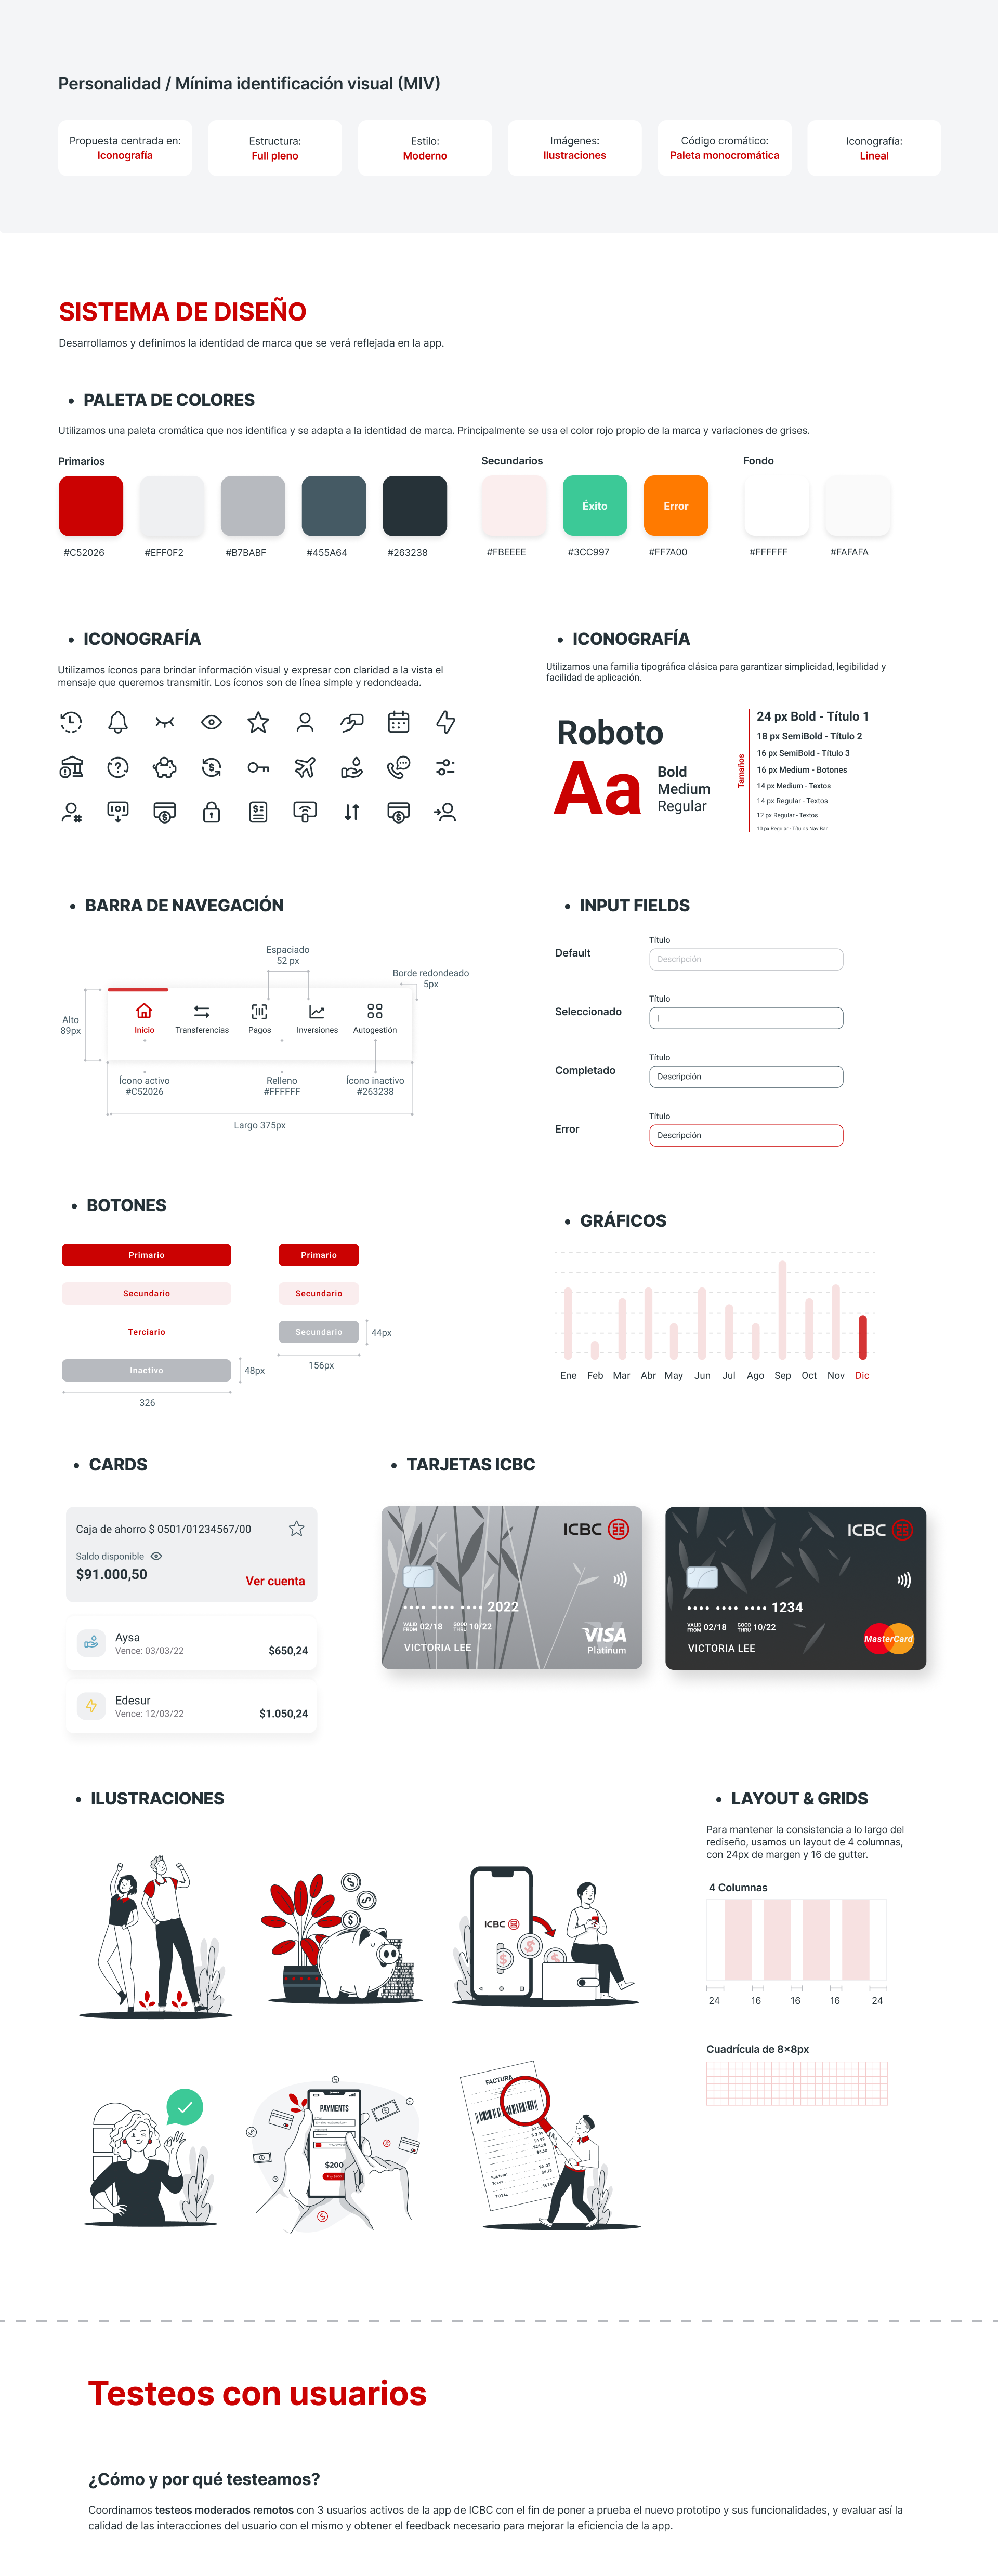 Personalidad / Mínima identificación visual (MIV)
Propuesta centrada en:
Iconografía
Estructura:
Full pleno
Estilo:
Moderno
Imágenes:
Ilustraciones
Código cromático:
Paleta monocromática
Iconografía:
Lineal
SISTEMA DE DISEÑO
Desarrollamos y definimos la identidad de marca que se verá reflejada en la app.
• PALETA DE COLORES
Utilizamos una paleta cromática que nos identifica y se adapta a la identidad de marca. Principalmente se usa el color rojo propio de la marca y variaciones de grises.
Primarios
#C52026
#EFF0F2
#B7BABF
#455A64
#263238
Secundarios
Éxito
Error
#FBEEEE
#3CC997
#FF7A00
Fondo
#FFFFFF
#FAFAFA
• ICONOGRAFÍA
Utilizamos íconos para brindar información visual y expresar con claridad a la vista el
mensaje que queremos transmitir. Los íconos son de línea simple y redondeada.
• ICONOGRAFÍA
Utilizamos una familia tipográfica clásica para garantizar simplicidad, legibilidad y
facilidad de aplicación.
Roboto
Aa
Bold
Medium
Regular
Tamaños
24 px Bold - Título 1
18 px SemiBold - Título 2
16 px SemiBold - Título 3
16 px Medium - Botones
14 px Medium - Textos
14 px Regular - Textos
12 px Regular - Textos
10 px Regular - Títulos Nav Bar
• BARRA DE NAVEGACIÓN
Espaciado
52 px
Borde redondeado
5px
Alto
89px
Inicio
Transferencias
Pagos
Inversiones
Autogestión
Ícono activo
#C52026
Relleno
#FFFFFF
Ícono inactivo
#263238
Largo 375px
• INPUT FIELDS
Default
Título
Descripción
Seleccionado
Título
Completado
Título
Descripción
Error
Título
Descripción
• BOTONES
Primario
Secundario
Terciario
Inactivo
48px
326
Primario
Secundario
Secundario
44px
156px
• GRÁFICOS
Ene Feb Mar Abr May Jun Jul Ago Sep Oct Nov Dic
• CARDS
Caja de ahorro $ 0501/01234567/00
Saldo disponible
$91.000,50
Ver cuenta
Aysa
Vence: 03/03/22
$650,24
Edesur
Vence: 12/03/22
$1.050,24
• TARJETAS ICBC
ICBC
•••• •••• •••• 2022
VALID FROM 02/18 GOOD THRU 10/22
VICTORIA LEE
VISA
Platinum
ICBC
•••• •••• •••• 1234
VALID FROM 02/18 GOOD THRU 10/22
VICTORIA LEE
MasterCard
• ILUSTRACIONES
ICBC
PAYMENTS
$200
FACTURA
Subtotal
Taxes
TOTAL
• LAYOUT & GRIDS
Para mantener la consistencia a lo largo del
rediseño, usamos un layout de 4 columnas,
con 24px de margen y 16 de gutter.
4 Columnas
24 16 16 16 24
Cuadrícula de 8x8px
Testeos con usuarios
¿Cómo y por qué testeamos?
Coordinamos testeos moderados remotos con 3 usuarios activos de la app de ICBC con el fin de poner a prueba el nuevo prototipo y sus funcionalidades, y evaluar así la
calidad de las interacciones del usuario con el mismo y obtener el feedback necesario para mejorar la eficiencia de la app.